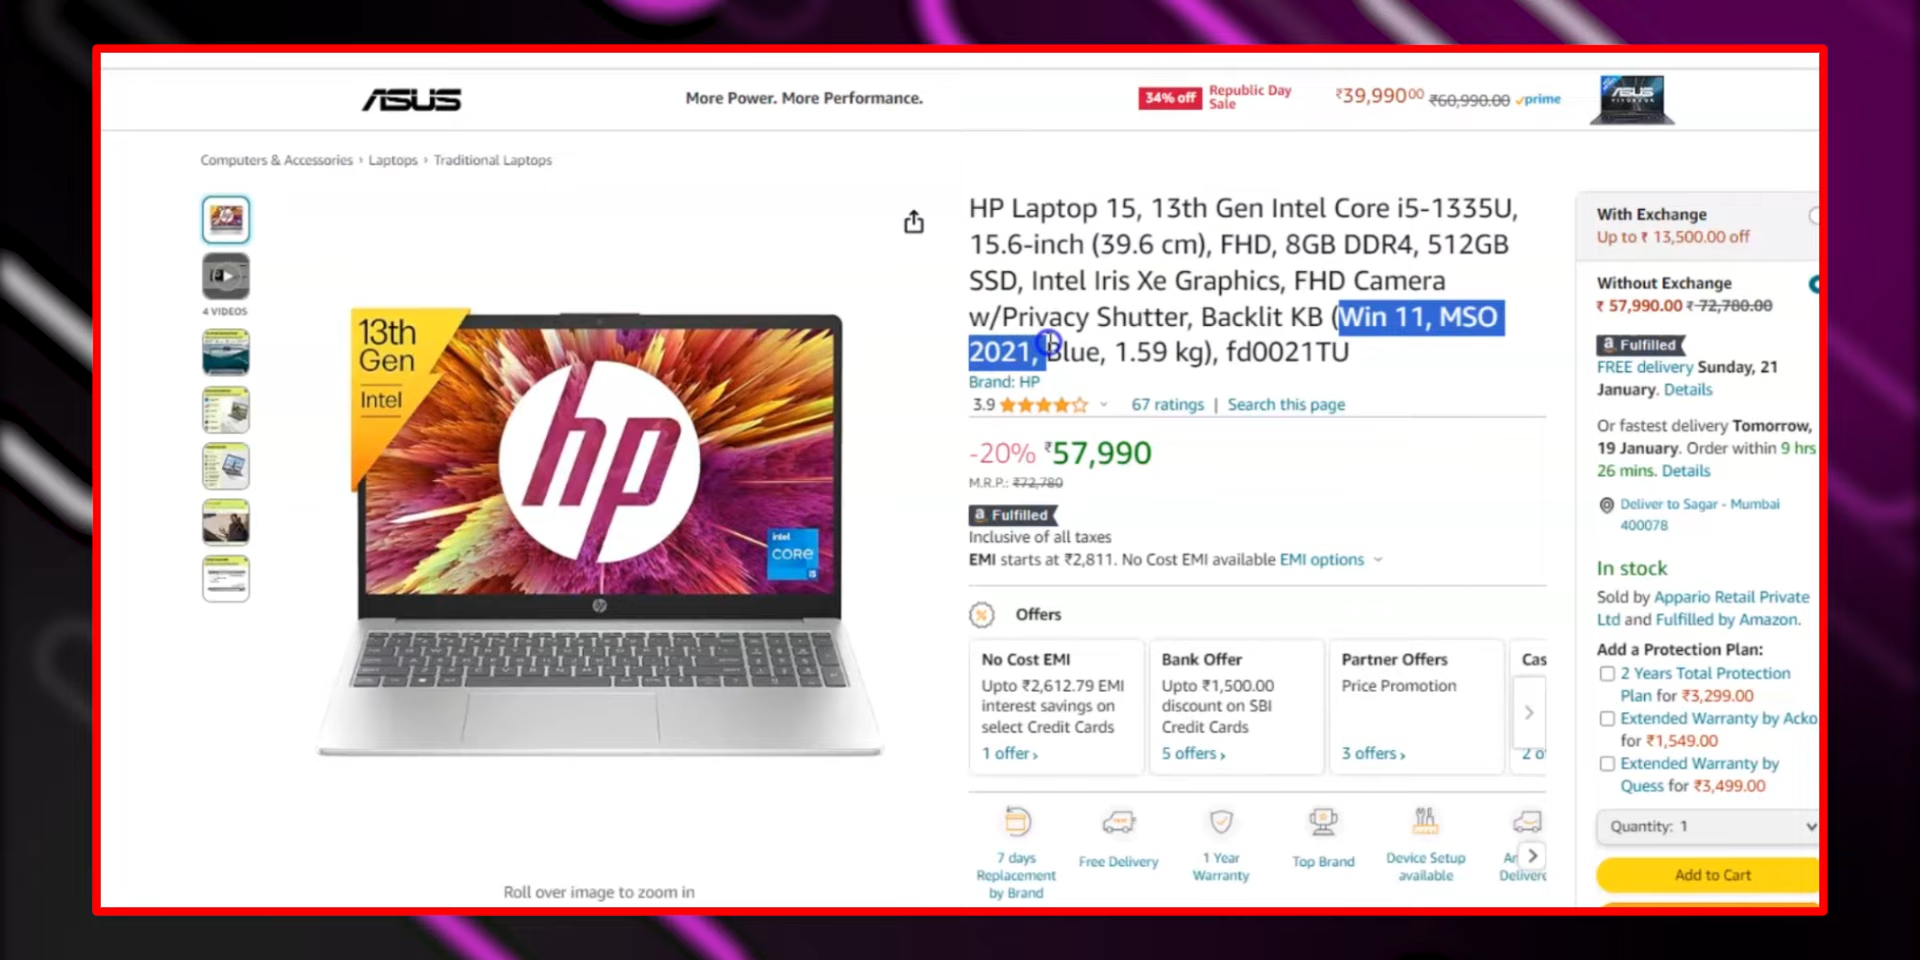 ASUS
More Power. More Performance.
34% off
Republic Day
Sale
₹39,990⁰⁰ ₹60,990.00 prime
ASUS
Computers & Accessories › Laptops › Traditional Laptops
4 VIDEOS
13th
Gen
Intel
hp
intel
CORE
i5
hp
Roll over image to zoom in
HP Laptop 15, 13th Gen Intel Core i5-1335U,
15.6-inch (39.6 cm), FHD, 8GB DDR4, 512GB
SSD, Intel Iris Xe Graphics, FHD Camera
w/Privacy Shutter, Backlit KB (Win 11, MSO
2021, Blue, 1.59 kg), fd0021TU
Brand: HP
3.9
67 ratings | Search this page
-20% ₹57,990
M.R.P.: ₹72,780
a Fulfilled
Inclusive of all taxes
EMI starts at ₹2,811. No Cost EMI available EMI options
Offers
No Cost EMI
Upto ₹2,612.79 EMI
interest savings on
select Credit Cards
1 offer ›
Bank Offer
Upto ₹1,500.00
discount on SBI
Credit Cards
5 offers ›
Partner Offers
Price Promotion
3 offers ›
Cas
2 o
7 days
Replacement
by Brand
Free Delivery
1 Year
Warranty
Top Brand
Device Setup
available
Delivere
With Exchange
Up to ₹ 13,500.00 off
Without Exchange
₹ 57,990.00 ₹ 72,780.00
a Fulfilled
FREE delivery Sunday, 21
January. Details
Or fastest delivery Tomorrow,
19 January. Order within 9 hrs
26 mins. Details
Deliver to Sagar - Mumbai
400078
In stock
Sold by Appario Retail Private
Ltd and Fulfilled by Amazon.
Add a Protection Plan:
2 Years Total Protection
Plan for ₹3,299.00
Extended Warranty by Acko
for ₹1,549.00
Extended Warranty by
Quess for ₹3,499.00
Quantity: 1
Add to Cart